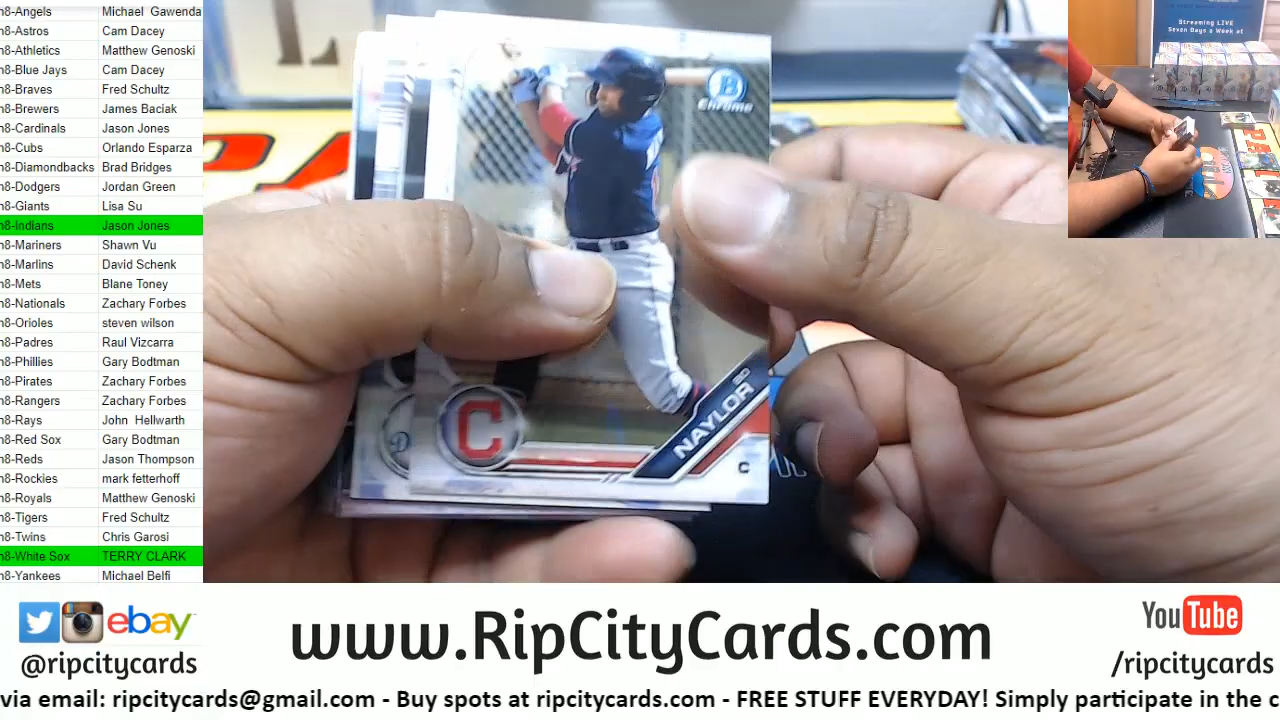 n8-Angels Michael Gawenda
n8-Astros Cam Dacey
n8-Athletics Matthew Genoski
n8-Blue Jays Cam Dacey
n8-Braves Fred Schultz
n8-Brewers James Baciak
n8-Cardinals Jason Jones
n8-Cubs Orlando Esparza
n8-Diamondbacks Brad Bridges
n8-Dodgers Jordan Green
n8-Giants Lisa Su
n8-Indians Jason Jones
n8-Mariners Shawn Vu
n8-Marlins David Schenk
n8-Mets Blane Toney
n8-Nationals Zachary Forbes
n8-Orioles steven wilson
n8-Padres Raul Vizcarra
n8-Phillies Gary Bodtman
n8-Pirates Zachary Forbes
n8-Rangers Zachary Forbes
n8-Rays John Hellwarth
n8-Red Sox Gary Bodtman
n8-Reds Jason Thompson
n8-Rockies mark fetterhoff
n8-Royals Matthew Genoski
n8-Tigers Fred Schultz
n8-Twins Chris Garosi
n8-White Sox TERRY CLARK
n8-Yankees Michael Belfi
B
Chrome
C
BO
NAYLOR
C
Streaming LIVE
Seven Days a Week at
ebay
@ripcitycards
www.RipCityCards.com
YouTube
/ripcitycards
via email: ripcitycards@gmail.com - Buy spots at ripcitycards.com - FREE STUFF EVERYDAY! Simply participate in the c